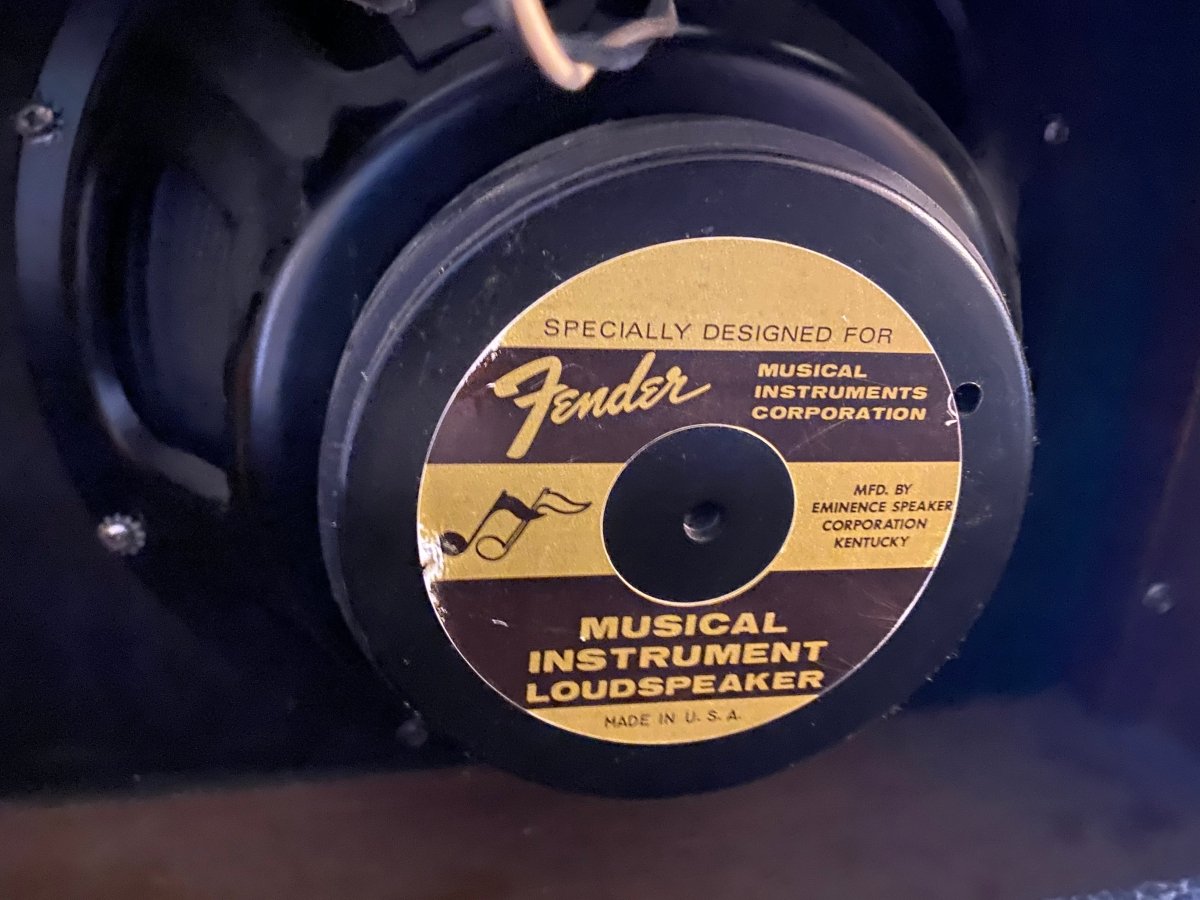 SPECIALLY DESIGNED FOR
Fender
MUSICAL
INSTRUMENTS
CORPORATION
MFD. BY
EMINENCE SPEAKER
CORPORATION
KENTUCKY
MUSICAL
INSTRUMENT
LOUDSPEAKER
MADE IN U. S. A.